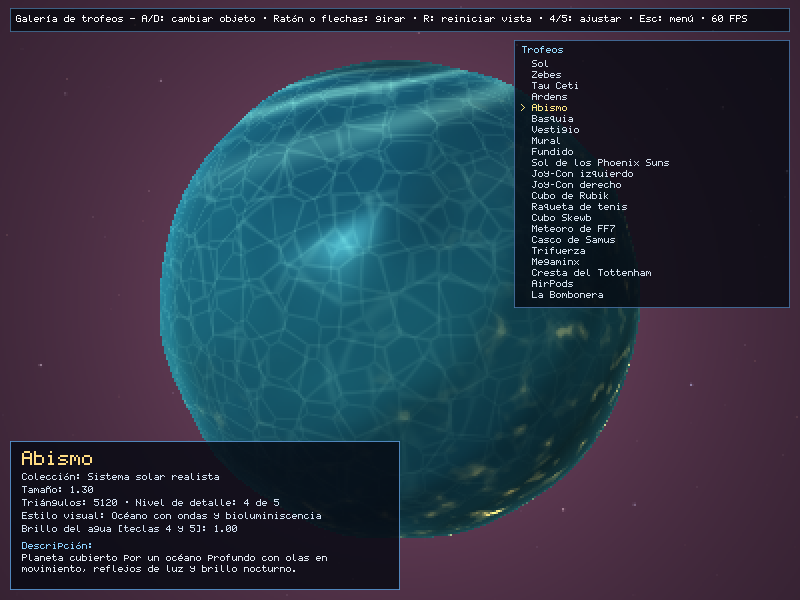 Galería de trofeos - A/D: cambiar objeto • Ratón o flechas: girar • R: reiniciar vista • 4/5: ajustar • Esc: menú • 60 FPS
Trofeos
Sol
Zebes
Tau Ceti
Ardens
> Abismo
Basquia
Vestigio
Mural
Fundido
Sol de los Phoenix Suns
Joy-Con izquierdo
Joy-Con derecho
Cubo de Rubik
Raqueta de tenis
Cubo Skewb
Meteoro de FF7
Casco de Samus
Trifuerza
Megaminx
Cresta del Tottenham
AirPods
La Bombonera
Abismo
Colección: Sistema solar realista
Tamaño: 1.30
Triángulos: 5120 • Nivel de detalle: 4 de 5
Estilo visual: Océano con ondas y bioluminiscencia
Brillo del agua [teclas 4 y 5]: 1.00
Descripción:
Planeta cubierto por un océano profundo con olas en
movimiento, reflejos de luz y brillo nocturno.